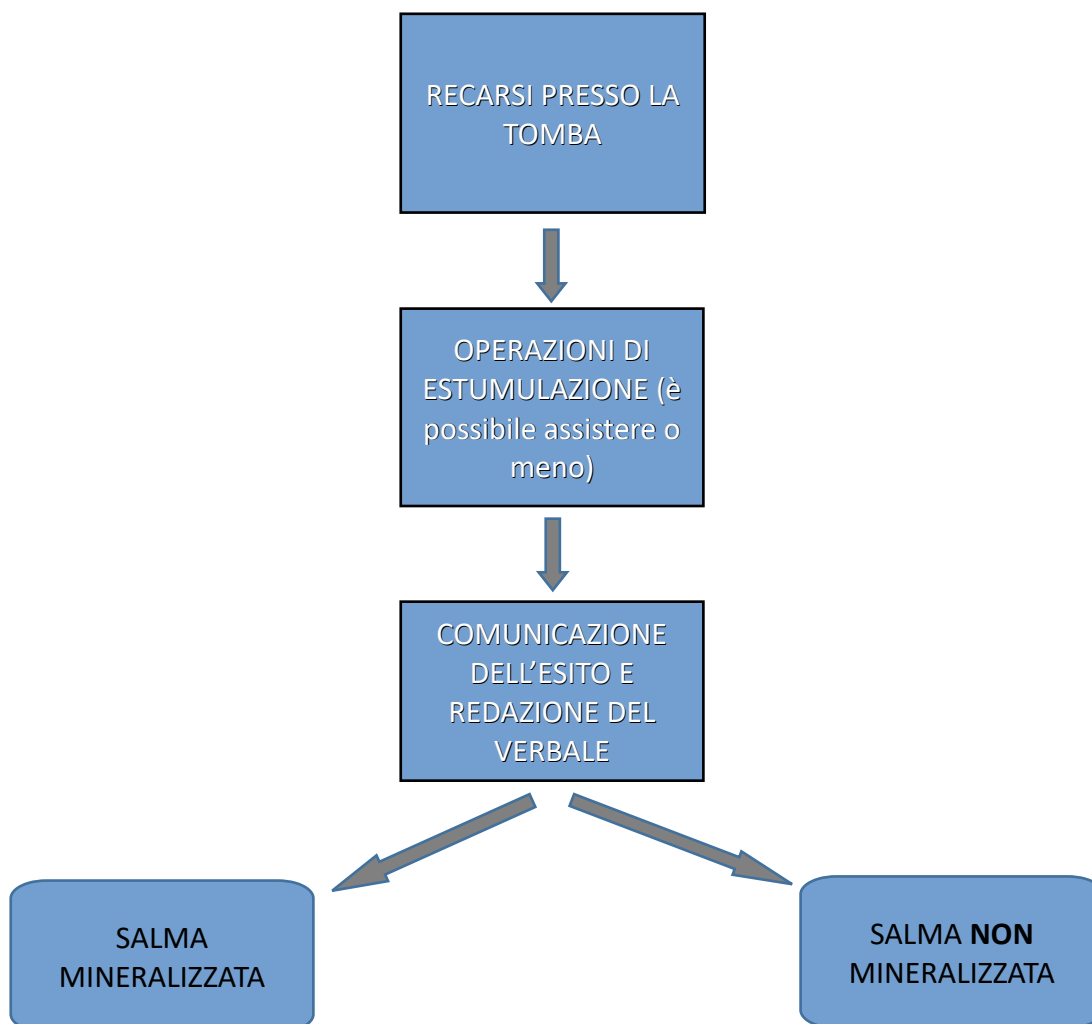 RECARSI PRESSO LA
TOMBA
OPERAZIONI DI
ESTUMULAZIONE (è
possibile assistere o
meno)
COMUNICAZIONE
DELL’ESITO E
REDAZIONE DEL
VERBALE
SALMA
MINERALIZZATA
SALMA NON
MINERALIZZATA